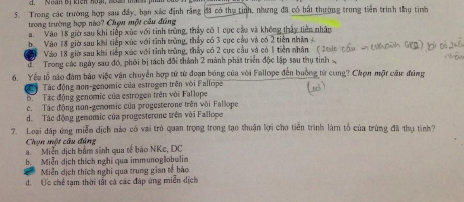 d. Noãn bị kích hoạt, hoàn thành phân
5. Trong các trường hợp sau đây, bạn xác định rằng đã có thụ tinh, nhưng đã có bất thường trong tiến trình thụ tinh
trong trường hợp nào? Chọn một câu đúng
a. Vào 18 giờ sau khi tiếp xúc với tinh trùng, thấy có 1 cực cầu và không thấy tiền nhân
b. Vào 18 giờ sau khi tiếp xúc với tinh trùng, thấy có 3 cực cầu và có 2 tiền nhân
c. Vào 18 giờ sau khi tiếp xúc với tinh trùng, thấy có 2 cực cầu và có 1 tiền nhân
d. Trong các ngày sau đó, phôi bị tách đôi thành 2 mảnh phát triển độc lập sau thụ tinh
6. Yếu tố nào đảm bảo việc vận chuyển hợp tử từ đoạn bóng của vòi Fallope đến buồng tử cung? Chọn một câu đúng
a. Tác động non-genomic của estrogen trên vòi Fallope
b. Tác động genomic của estrogen trên vòi Fallope
c. Tác động non-genomic của progesterone trên vòi Fallope
d. Tác động genomic của progesterone trên vòi Fallope
7. Loại đáp ứng miễn dịch nào có vai trò quan trọng trong tạo thuận lợi cho tiến trình làm tổ của trứng đã thụ tinh?
Chọn một câu đúng
a. Miễn dịch bẩm sinh qua tế bào NKc, DC
b. Miễn dịch thích nghi qua immunoglobulin
c. Miễn dịch thích nghi qua trung gian tế bào
d. Ức chế tạm thời tất cả các đáp ứng miễn dịch